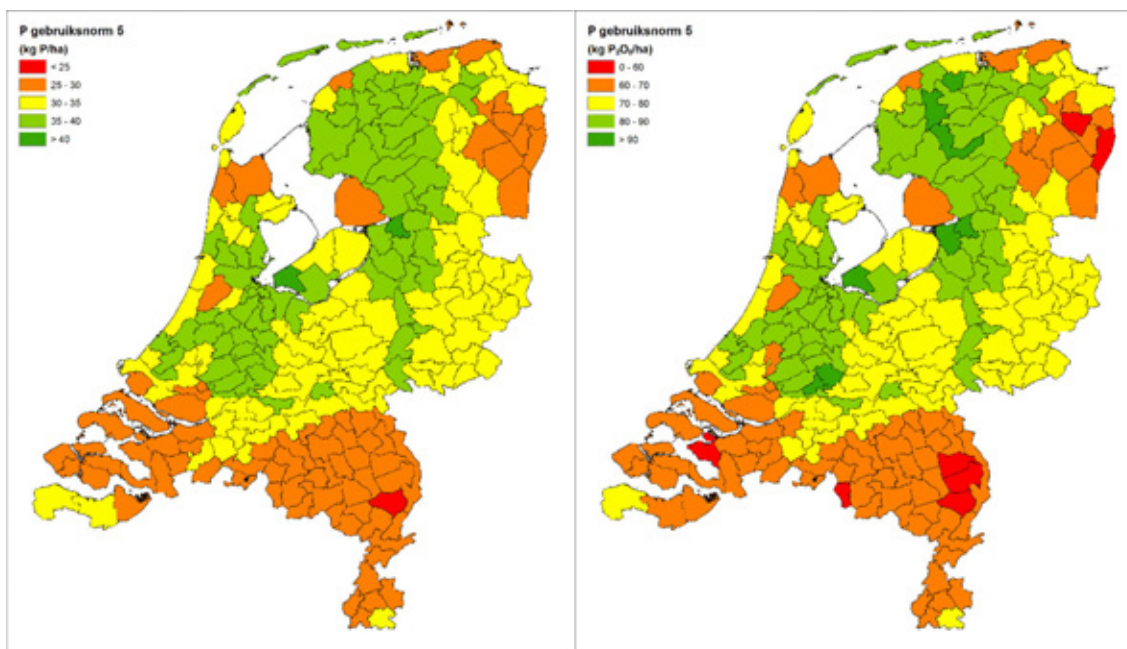 P gebruiksnorm 5
(kg P/ha)
< 25
25 - 30
30 - 35
35 - 40
> 40
P gebruiksnorm 5
(kg P₂O₅/ha)
0 - 60
60 - 70
70 - 80
80 - 90
> 90